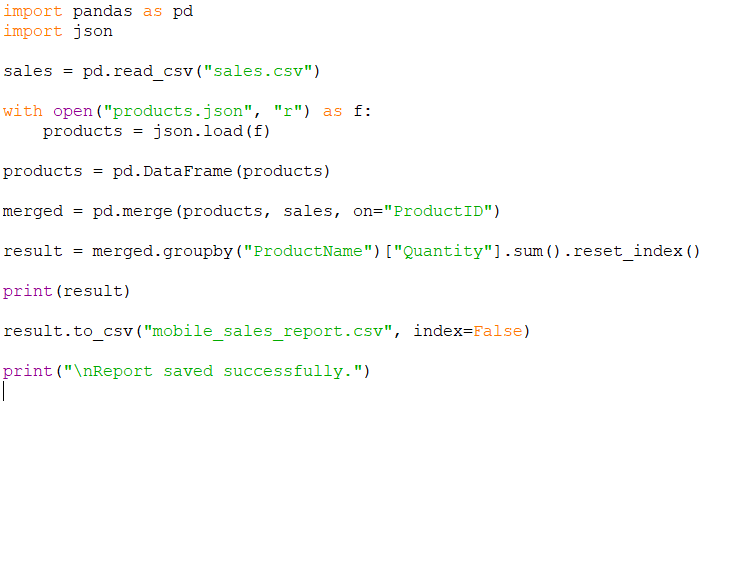 import pandas as pd
import json
sales = pd.read_csv("sales.csv")
with open("products.json", "r") as f:
    products = json.load(f)
products = pd.DataFrame(products)
merged = pd.merge(products, sales, on="ProductID")
result = merged.groupby("ProductName")["Quantity"].sum().reset_index()
print(result)
result.to_csv("mobile_sales_report.csv", index=False)
print("\nReport saved successfully.")